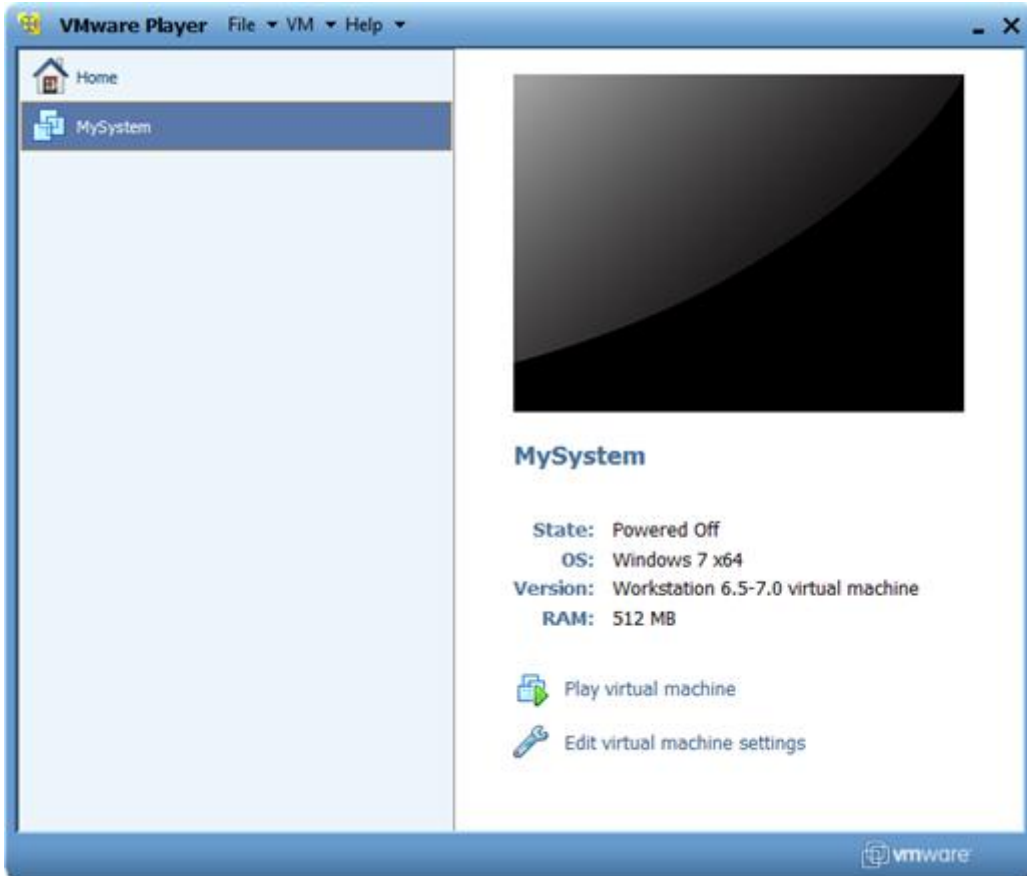 VMware Player File VM Help
Home
MySystem
MySystem
State: Powered Off
OS: Windows 7 x64
Version: Workstation 6.5-7.0 virtual machine
RAM: 512 MB
Play virtual machine
Edit virtual machine settings
vmware